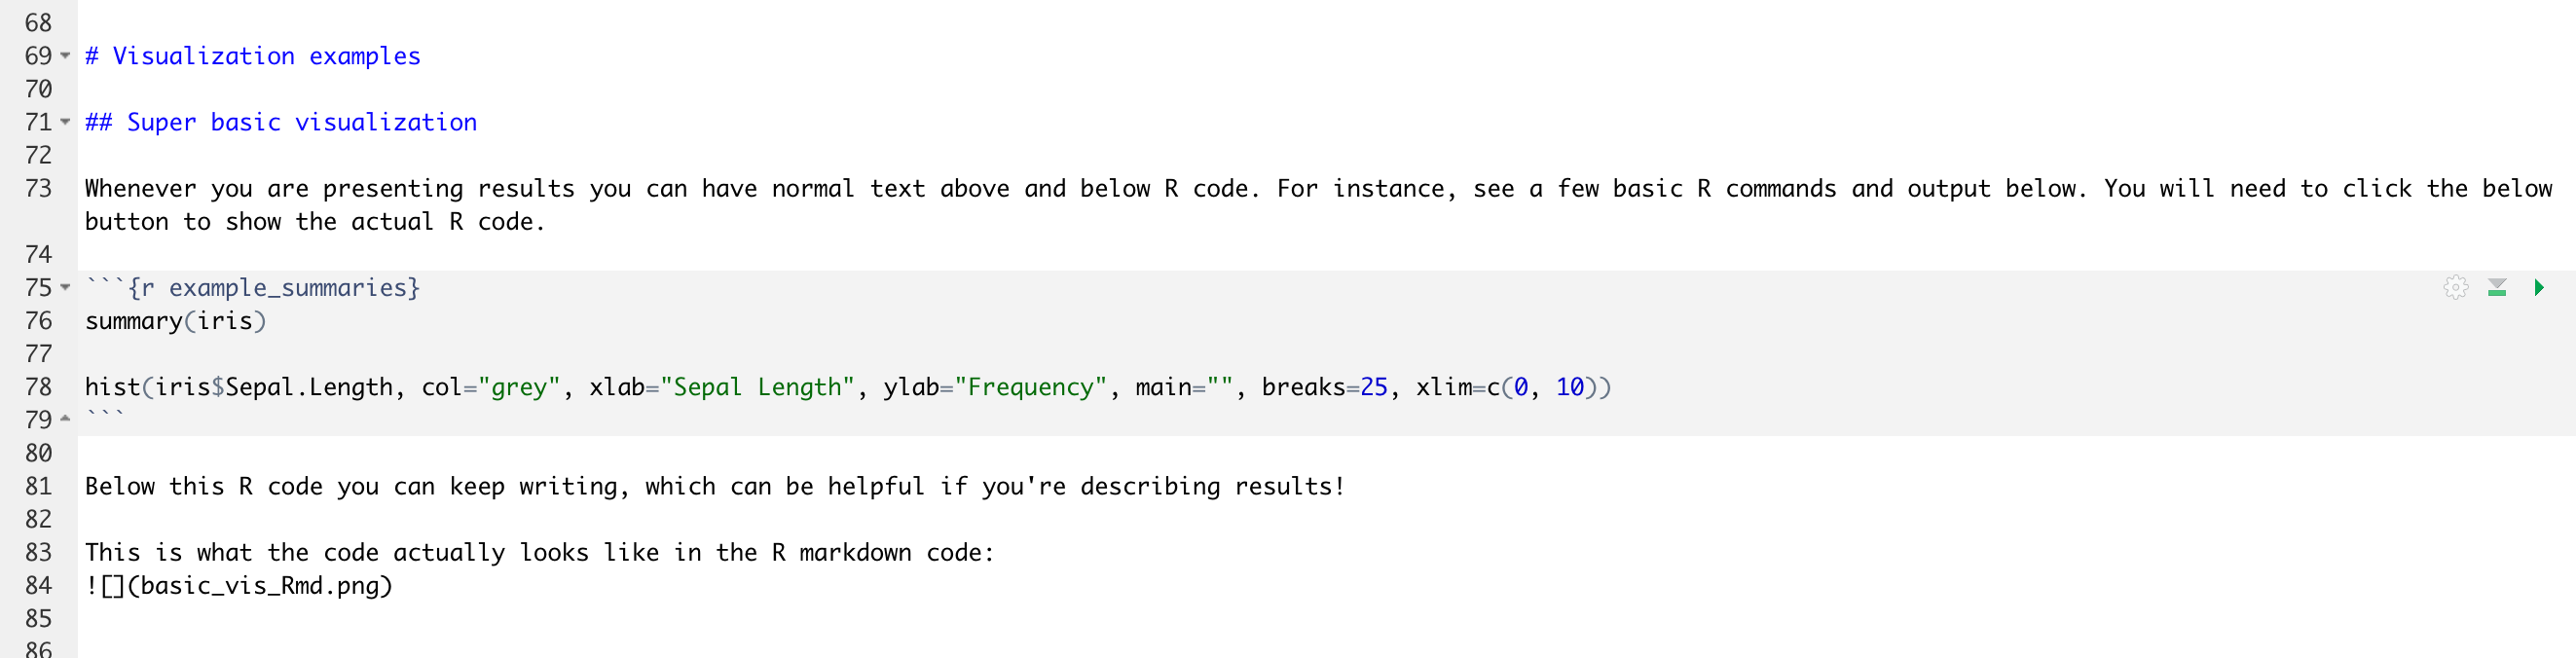 68
69 # Visualization examples
70
71 ## Super basic visualization
72
73 Whenever you are presenting results you can have normal text above and below R code. For instance, see a few basic R commands and output below. You will need to click the below
button to show the actual R code.
74
75 ```{r example_summaries}
76 summary(iris)
77
78 hist(iris$Sepal.Length, col="grey", xlab="Sepal Length", ylab="Frequency", main="", breaks=25, xlim=c(0, 10))
79 ```
80
81 Below this R code you can keep writing, which can be helpful if you're describing results!
82
83 This is what the code actually looks like in the R markdown code:
84 ![](basic_vis_Rmd.png)
85
86